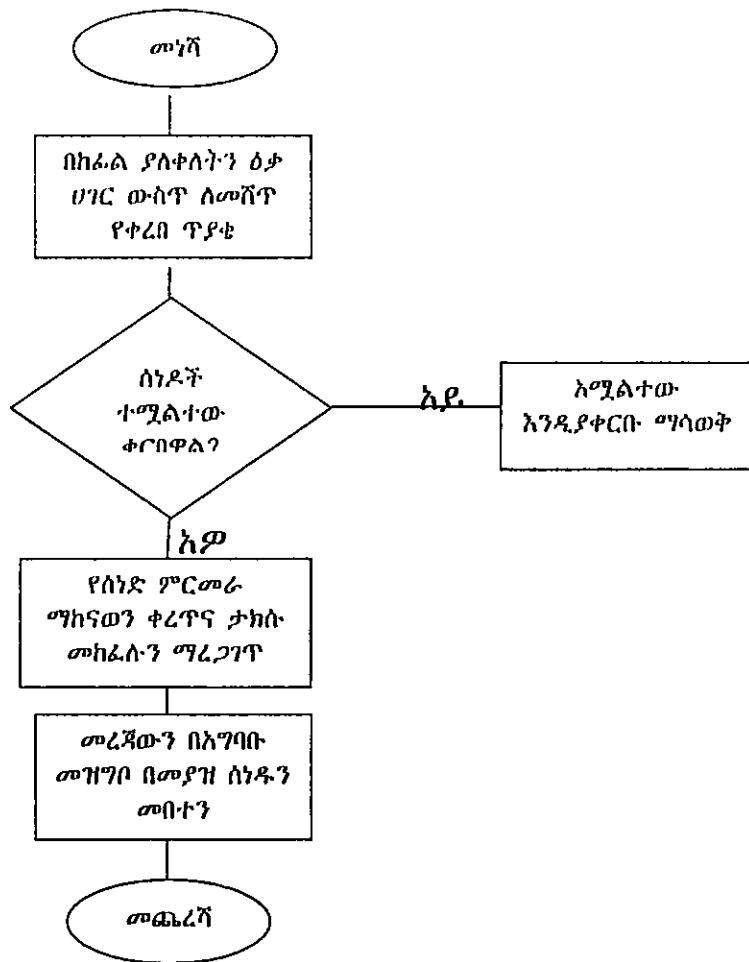 መነሻ
በከፊል ያለቀለትን ዕቃ
ሀገር ውስጥ ለመሸጥ
የቀረበ ጥያቄ
ሰነዶች
ተሟልተው
ቀርበዋል?
አይ
አሟልተው
እንዲያቀርቡ ማሳወቅ
አዎ
የሰነድ ምርመራ
ማከናወን ቀረጥና ታክሱ
መከፈሉን ማረጋገጥ
መረጃውን በአግባቡ
መዝግቦ በመያዝ ሰነዱን
መበተን
መጨረሻ